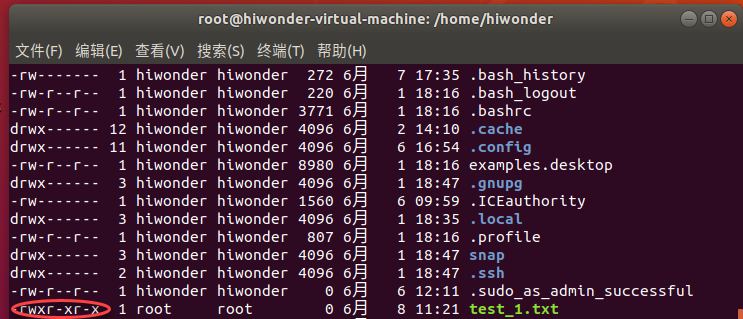 root@hiwonder-virtual-machine: /home/hiwonder
文件(F) 编辑(E) 查看(V) 搜索(S) 终端(T) 帮助(H)
-rw------- 1 hiwonder hiwonder 272 6月 7 17:35 .bash_history
-rw-r--r-- 1 hiwonder hiwonder 220 6月 1 18:16 .bash_logout
-rw-r--r-- 1 hiwonder hiwonder 3771 6月 1 18:16 .bashrc
drwx------ 12 hiwonder hiwonder 4096 6月 2 14:10 .cache
drwx------ 11 hiwonder hiwonder 4096 6月 6 16:54 .config
-rw-r--r-- 1 hiwonder hiwonder 8980 6月 1 18:16 examples.desktop
drwx------ 3 hiwonder hiwonder 4096 6月 1 18:47 .gnupg
-rw------- 1 hiwonder hiwonder 1560 6月 6 09:59 .ICEauthority
drwx------ 3 hiwonder hiwonder 4096 6月 1 18:35 .local
-rw-r--r-- 1 hiwonder hiwonder 807 6月 1 18:16 .profile
drwx------ 3 hiwonder hiwonder 4096 6月 1 18:47 snap
drwx------ 2 hiwonder hiwonder 4096 6月 1 18:47 .ssh
-rw-r--r-- 1 hiwonder hiwonder 0 6月 6 12:11 .sudo_as_admin_successful
-rwxr-xr-x 1 root root 0 6月 8 11:21 test_1.txt